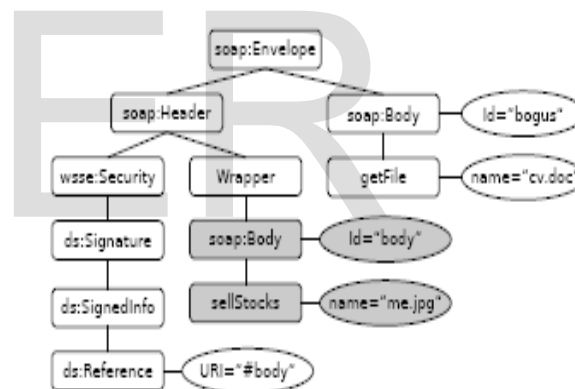 ER
soap:Envelope
soap:Header
soap:Body
Id="bogus"
wsse:Security
Wrapper
getFile
name="cv.doc"
ds:Signature
soap:Body
Id="body"
ds:SignedInfo
sellStocks
name="me.jpg"
ds:Reference
URI="#body"